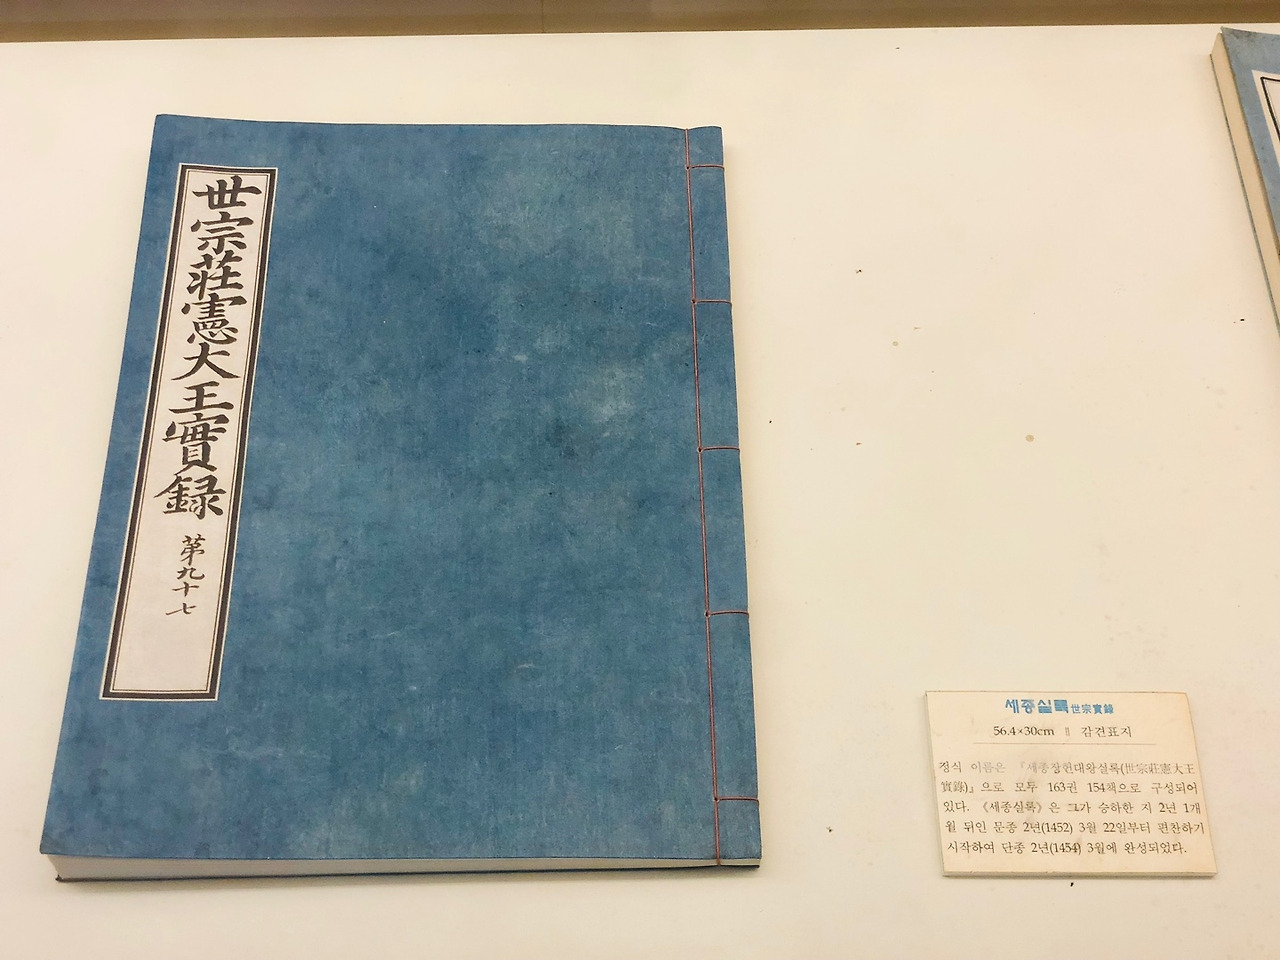 世宗莊憲大王實録
第九十七
세종실록世宗實錄
56.4×30cm ‖ 감견표지
정식 이름은 『세종장헌대왕실록(世宗莊憲大王
實錄)』으로 모두 163권 154책으로 구성되어
있다. 《세종실록》은 그가 승하한 지 2년 1개
월 뒤인 문종 2년(1452) 3월 22일부터 편찬하기
시작하여 단종 2년(1454) 3월에 완성되었다.